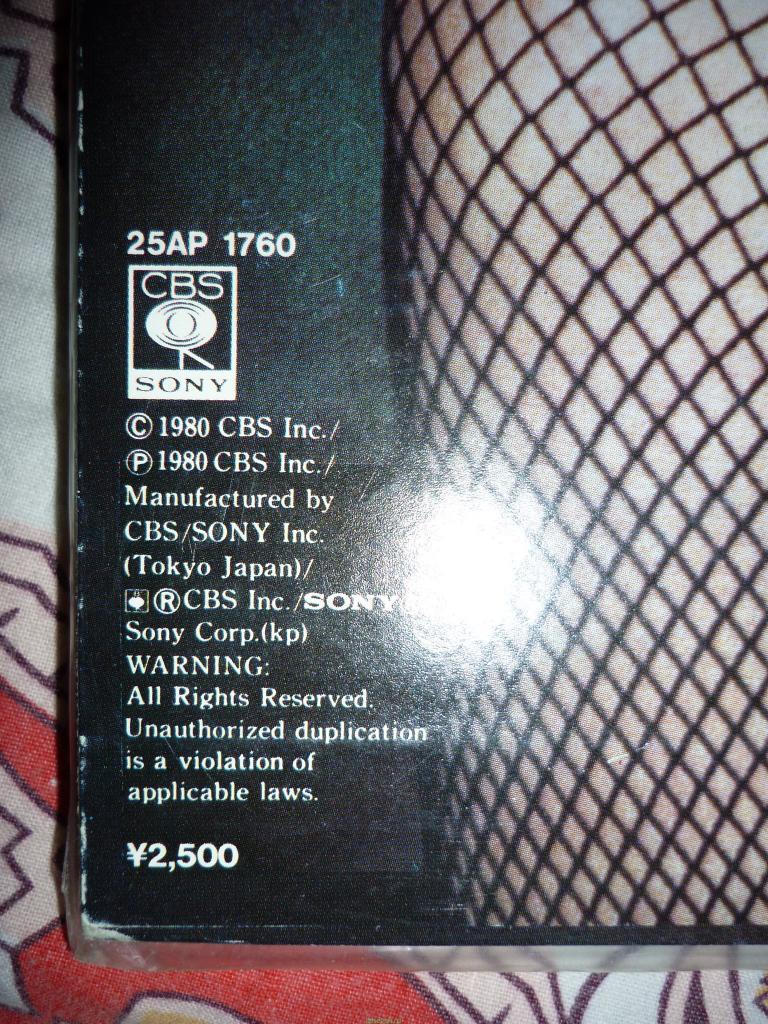 25AP 1760
CBS
SONY
Ⓒ 1980 CBS Inc./
Ⓟ 1980 CBS Inc./
Manufactured by
CBS/SONY Inc.
(Tokyo Japan)/
Ⓡ CBS Inc./SONY
Sony Corp.(kp)
WARNING:
All Rights Reserved.
Unauthorized duplication
is a violation of
applicable laws.
¥2,500